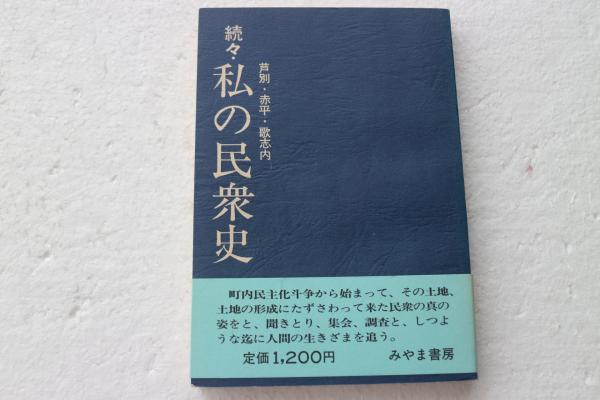 続々・私の民衆史
芦別・赤平・歌志内
町内民主化斗争から始まって、その土地、
土地の形成にたずさわって来た民衆の真の
姿をと、聞きとり、集会、調査と、しつよ
うな迄に人間の生きざまを追う。
定価1,200円 みやま書房